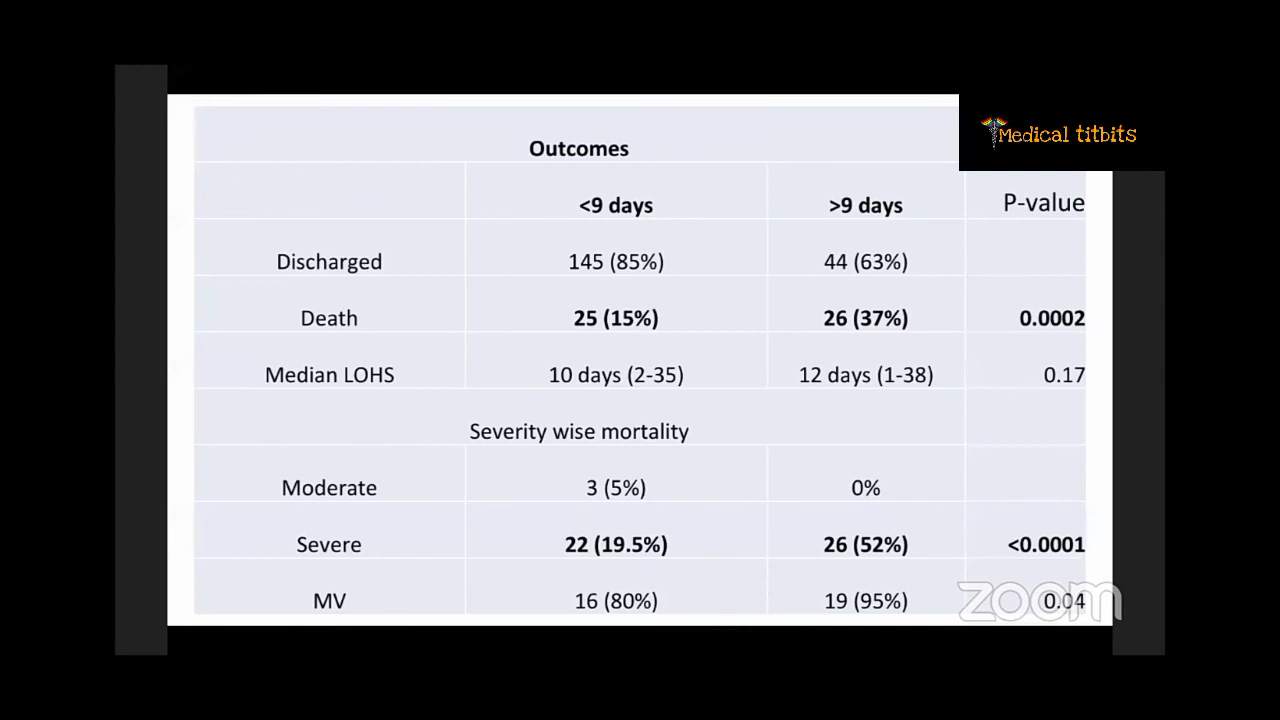 Medical titbits
Outcomes
<9 days >9 days P-value
Discharged 145 (85%) 44 (63%)
Death 25 (15%) 26 (37%) 0.0002
Median LOHS 10 days (2-35) 12 days (1-38) 0.17
Severity wise mortality
Moderate 3 (5%) 0%
Severe 22 (19.5%) 26 (52%) <0.0001
MV 16 (80%) 19 (95%) 0.04
zoom